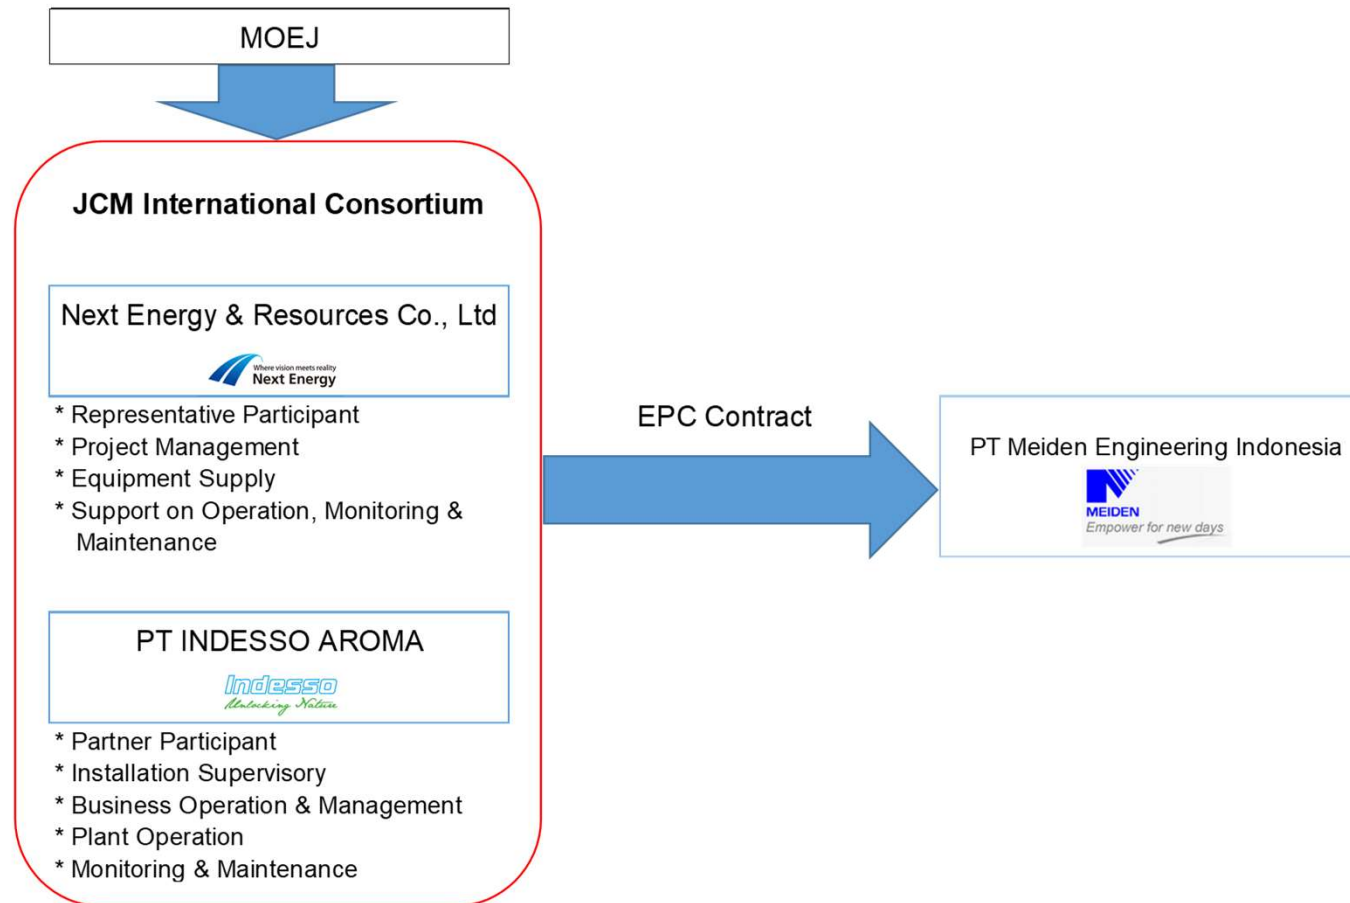 MOEJ
JCM International Consortium
Next Energy & Resources Co., Ltd
Where vision meets reality
Next Energy
* Representative Participant
* Project Management
* Equipment Supply
* Support on Operation, Monitoring &
Maintenance
PT INDESSO AROMA
Indesso
Unlocking Nature
* Partner Participant
* Installation Supervisory
* Business Operation & Management
* Plant Operation
* Monitoring & Maintenance
EPC Contract
PT Meiden Engineering Indonesia
MEIDEN
Empower for new days